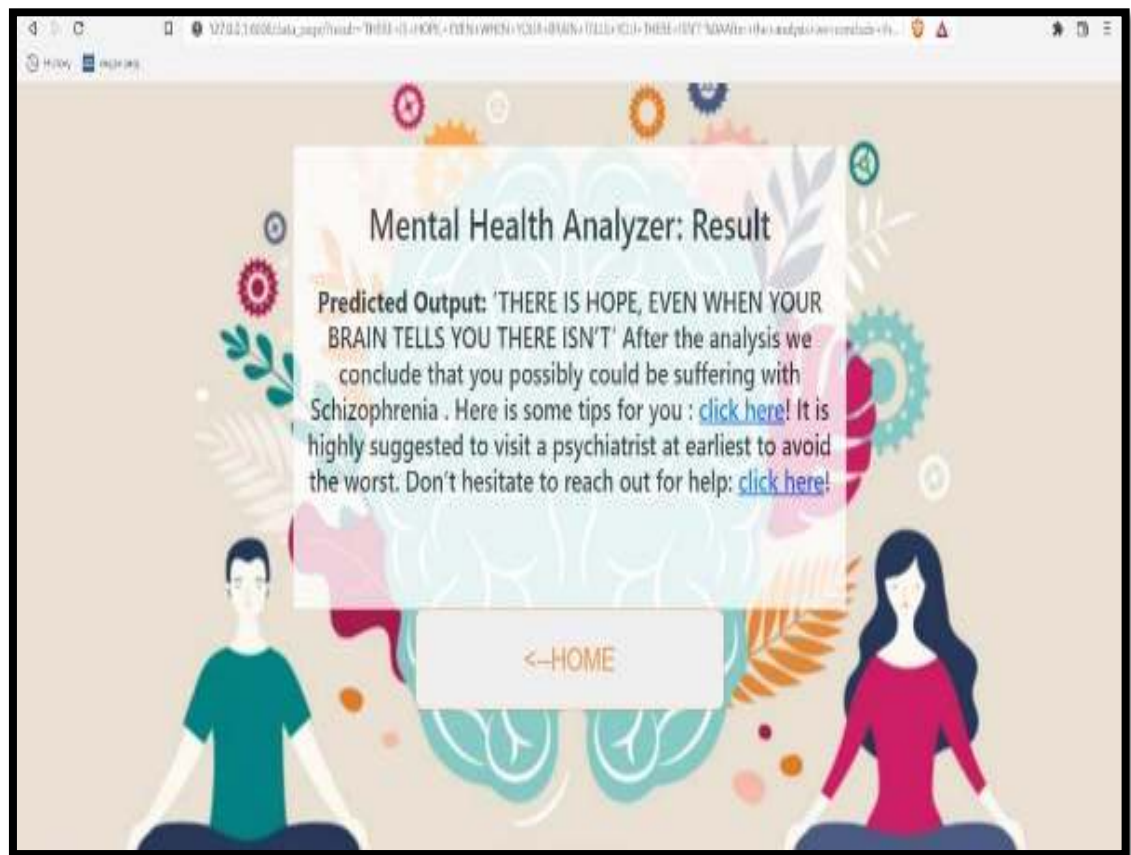 History
Mental Health Analyzer: Result
Predicted Output: 'THERE IS HOPE, EVEN WHEN YOUR
BRAIN TELLS YOU THERE ISN'T' After the analysis we
conclude that you possibly could be suffering with
Schizophrenia . Here is some tips for you : click here! It is
highly suggested to visit a psychiatrist at earliest to avoid
the worst. Don't hesitate to reach out for help: click here!
<--HOME